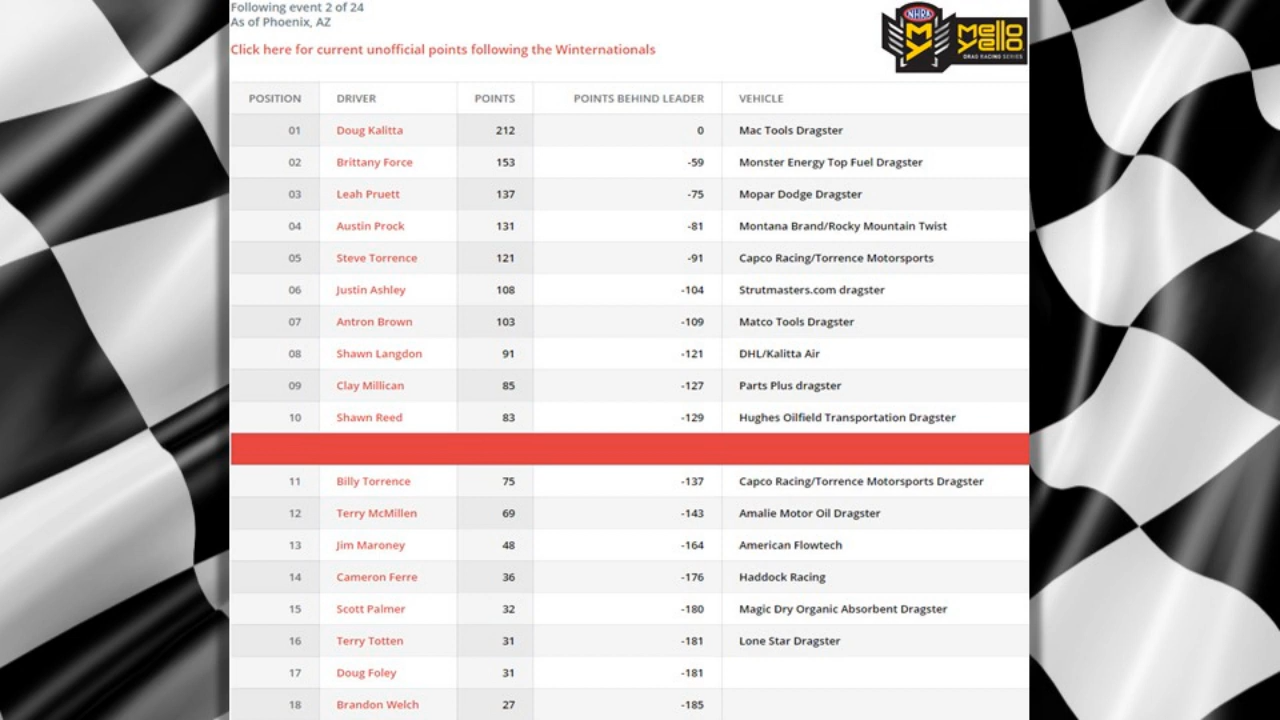 Following event 2 of 24
As of Phoenix, AZ
Click here for current unofficial points following the Winternationals
NHRA
MY
mello yello
DRAG RACING SERIES
POSITION DRIVER POINTS POINTS BEHIND LEADER VEHICLE
01 Doug Kalitta 212 0 Mac Tools Dragster
02 Brittany Force 153 -59 Monster Energy Top Fuel Dragster
03 Leah Pruett 137 -75 Mopar Dodge Dragster
04 Austin Prock 131 -81 Montana Brand/Rocky Mountain Twist
05 Steve Torrence 121 -91 Capco Racing/Torrence Motorsports
06 Justin Ashley 108 -104 Strutmasters.com dragster
07 Antron Brown 103 -109 Matco Tools Dragster
08 Shawn Langdon 91 -121 DHL/Kalitta Air
09 Clay Millican 85 -127 Parts Plus dragster
10 Shawn Reed 83 -129 Hughes Oilfield Transportation Dragster
11 Billy Torrence 75 -137 Capco Racing/Torrence Motorsports Dragster
12 Terry McMillen 69 -143 Amalie Motor Oil Dragster
13 Jim Maroney 48 -164 American Flowtech
14 Cameron Ferre 36 -176 Haddock Racing
15 Scott Palmer 32 -180 Magic Dry Organic Absorbent Dragster
16 Terry Totten 31 -181 Lone Star Dragster
17 Doug Foley 31 -181
18 Brandon Welch 27 -185